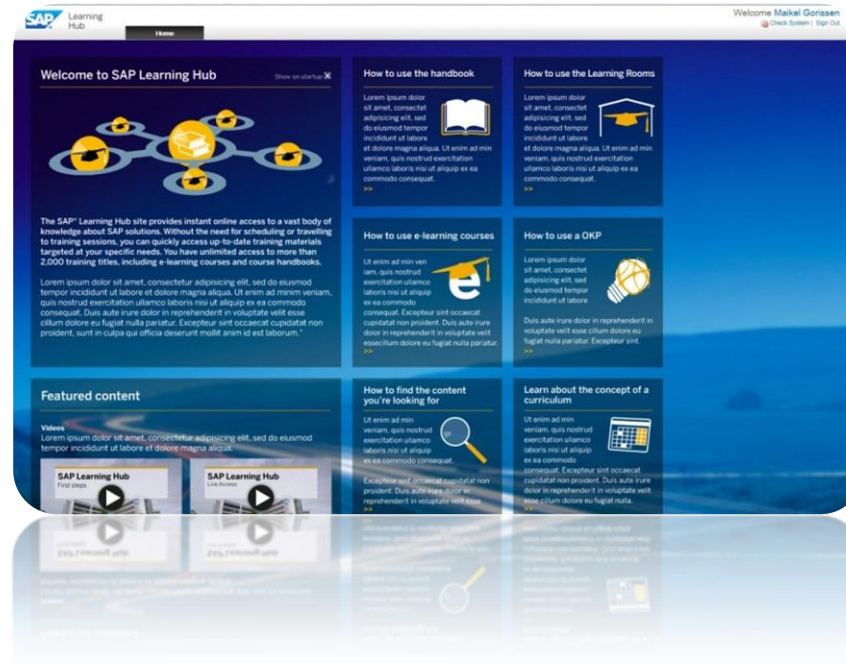 SAP Learning
Hub
Home
Welcome Maikel Gorissen
Check System | Sign Out
Welcome to SAP Learning Hub
Show on startup X
The SAP® Learning Hub site provides instant online access to a vast body of
knowledge about SAP solutions. Without the need for scheduling or travelling
to training sessions, you can quickly access up-to-date training materials
targeted at your specific needs. You have unlimited access to more than
2,000 training titles, including e-learning courses and course handbooks.
Lorem ipsum dolor sit amet, consectetur adipisicing elit, sed do eiusmod
tempor incididunt ut labore et dolore magna aliqua. Ut enim ad minim veniam,
quis nostrud exercitation ullamco laboris nisi ut aliquip ex ea commodo
consequat. Duis aute irure dolor in reprehenderit in voluptate velit esse
cillum dolore eu fugiat nulla pariatur. Excepteur sint occaecat cupidatat non
proident, sunt in culpa qui officia deserunt mollit anim id est laborum."
How to use the handbook
Lorem ipsum dolor
sit amet, consectet
adipisicing elit, sed
do eiusmod tempor
incididunt ut labore
et dolore magna aliqua. Ut enim ad min
veniam, quis nostrud exercitation
ullamco laboris nisi ut aliquip ex ea
commodo consequat.
>>
How to use the Learning Rooms
Lorem ipsum dolor
sit amet, consectet
adipisicing elit, sed
do eiusmod tempor
incididunt ut labore
et dolore magna aliqua. Ut enim ad min
veniam, quis nostrud exercitation
ullamco laboris nisi ut aliquip ex ea
commodo consequat.
>>
How to use e-learning courses
Ut enim ad min ven
iam, quis nostrud
exercitation ullamco
laboris nisi ut aliquip
ex ea commodo
consequat. Excepteur sint occaecat
cupidatat non proident. Duis aute irure
dolor in reprehenderit in voluptate velit
essecillum dolore eu fugiat nulla pariatur.
>>
How to use a OKP
Lorem ipsum dolor
sit amet, consectet
adipisicing elit, sed
do eiusmod tempor
incididunt ut labore
Duis aute irure dolor in reprehenderit in
voluptate velit esse cillum dolore eu
fugiat nulla pariatur. Excepteur sint.
>>
Featured content
Videos
Lorem ipsum dolor sit amet, consectetur adipisicing elit, sed do eiusmod
tempor incididunt ut labore et dolore magna aliqua.
SAP Learning Hub
First steps
SAP Learning Hub
Live Access
How to find the content
you're looking for
Ut enim ad min
veniam, quis nostrud
exercitation ullamco
laboris nisi ut aliquip
ex ea commodo consequat.
Excepteur sint occaecat cupidatat non
proident. Duis aute irure dolor in
reprehenderit in voluptate velit esse
>>
Learn about the concept of a
curriculum
Ut enim ad min
veniam, quis nostrud
exercitation ullamco
laboris nisi ut aliquip
ex ea commodo
consequat. Excepteur sint occaecat
cupidatat non proident. Duis aute irure
dolor in reprehenderit in voluptate velit
esse cillum dolore eu fugiat nulla.
>>